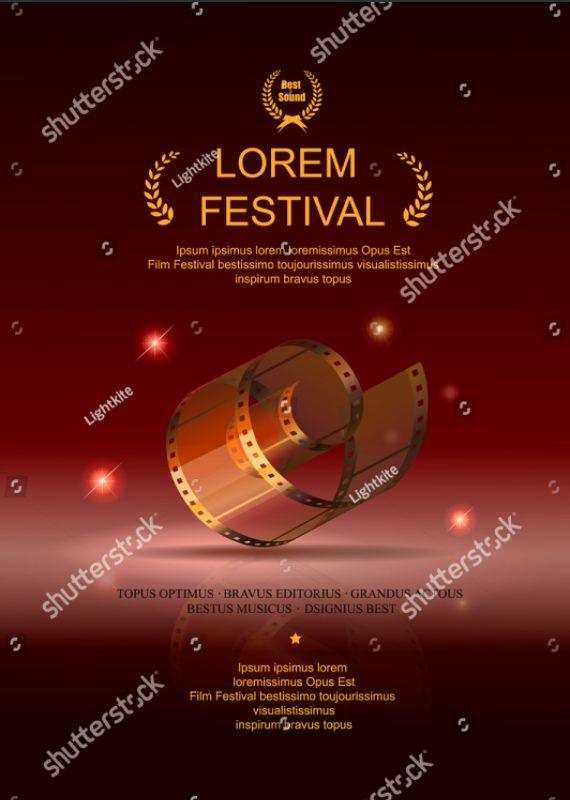 Best
Sound
LOREM
FESTIVAL
Ipsum ipsimus lorem loremissimus Opus Est
Film Festival bestissimo toujourissimus visualistissimus
inspirum bravus topus
TOPUS OPTIMUS · BRAVUS EDITORIUS · GRANDUS ACTOUS
BESTUS MUSICUS · DSIGNIUS BEST
Ipsum ipsimus lorem
loremissimus Opus Est
Film Festival bestissimo toujourissimus
visualistissimus
inspirum bravus topus
shutterstock
shutterstock
shutterstock
shutterstock
shutterstock
shutterstock
shutterstock
Lightkite
Lightkite
Lightkite